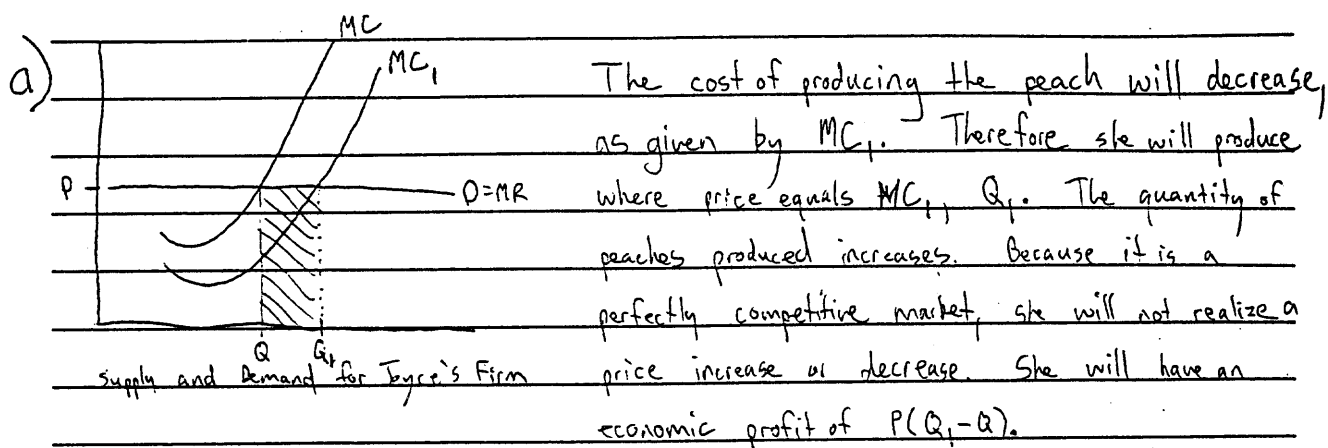 a)
MC
MC₁
P
D=MR
Q
Q₁
Supply and Demand for Joyce's Firm
The cost of producing the peach will decrease,
as given by MC₁. Therefore she will produce
where price equals MC₁, Q₁. The quantity of
peaches produced increases. Because it is a
perfectly competitive market, she will not realize a
price increase or decrease. She will have an
economic profit of P(Q₁-Q).